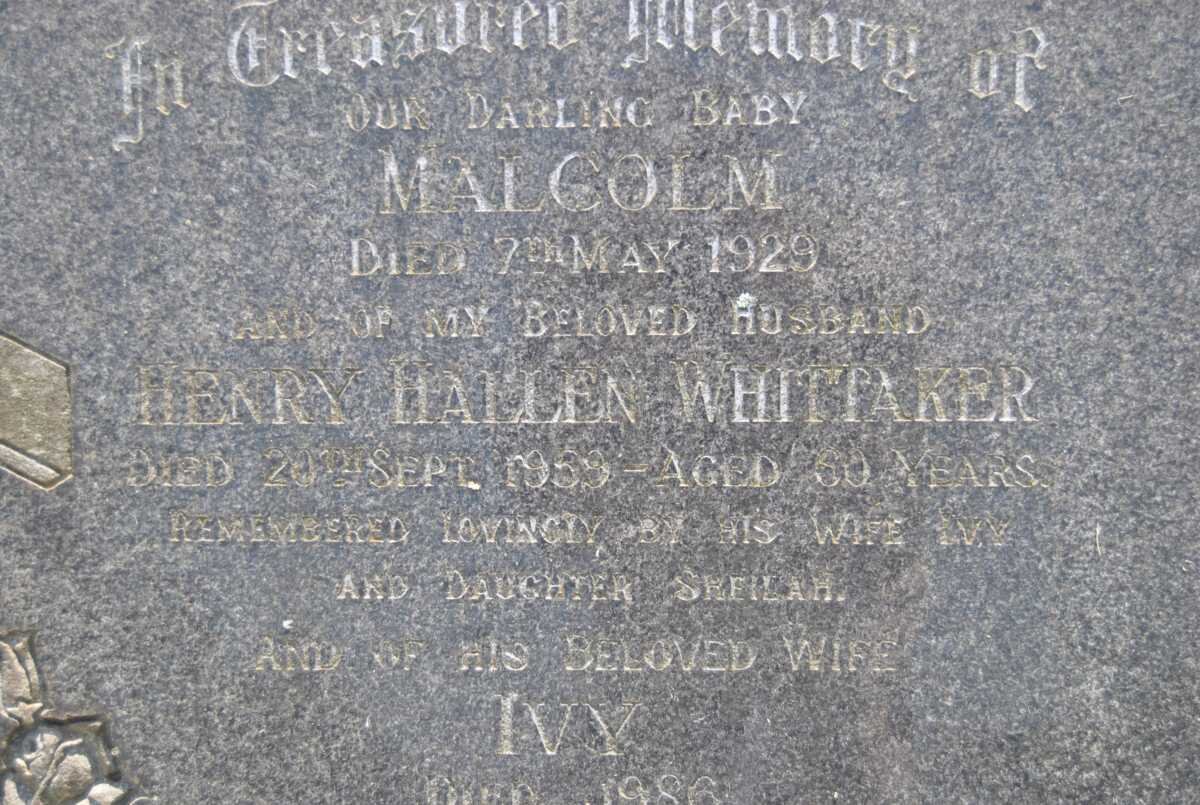 In Treasured Memory of
OUR DARLING BABY
MALCOLM
DIED 7TH MAY 1929
AND OF MY BELOVED HUSBAND
HENRY HALLEN WHITTAKER
DIED 20TH SEPT. 1959 - AGED 60 YEARS.
REMEMBERED LOVINGLY BY HIS WIFE IVY
AND DAUGHTER SHEILAH.
AND OF HIS BELOVED WIFE
IVY
DIED 1986